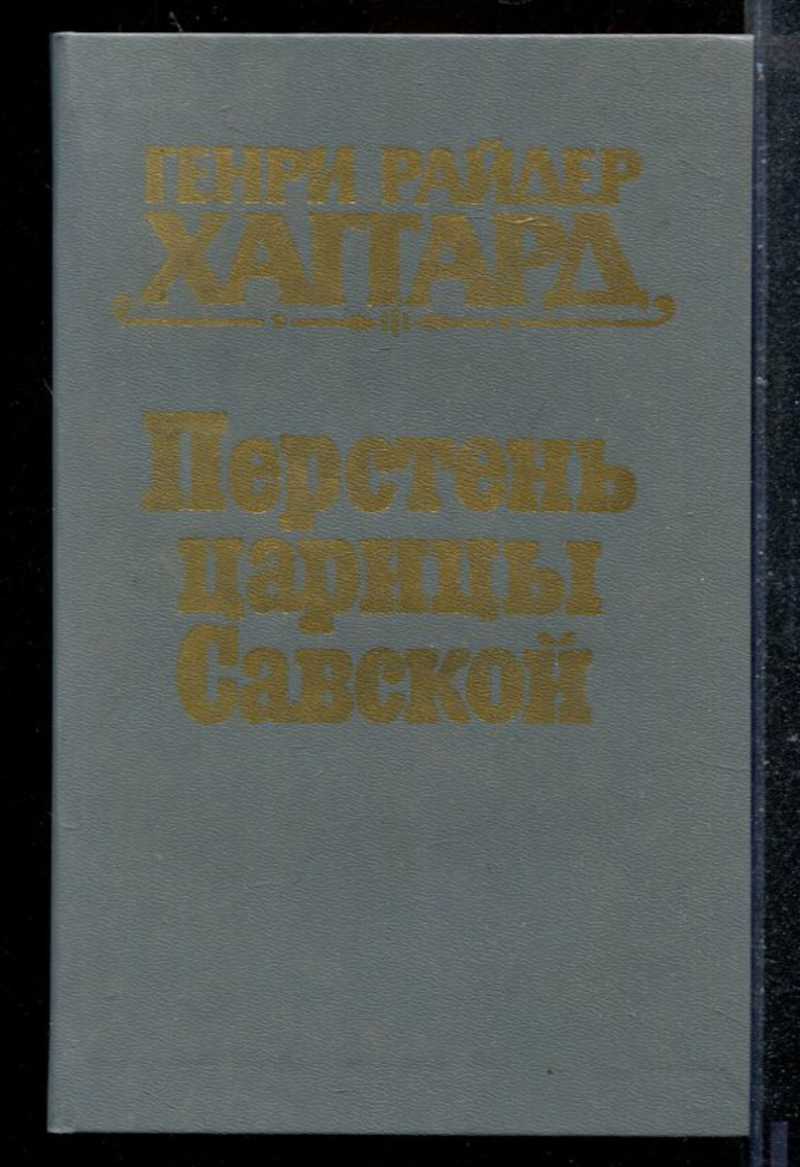 ГЕНРИ РАЙДЕР
ХАГГАРД
Перстень
царицы
Савской